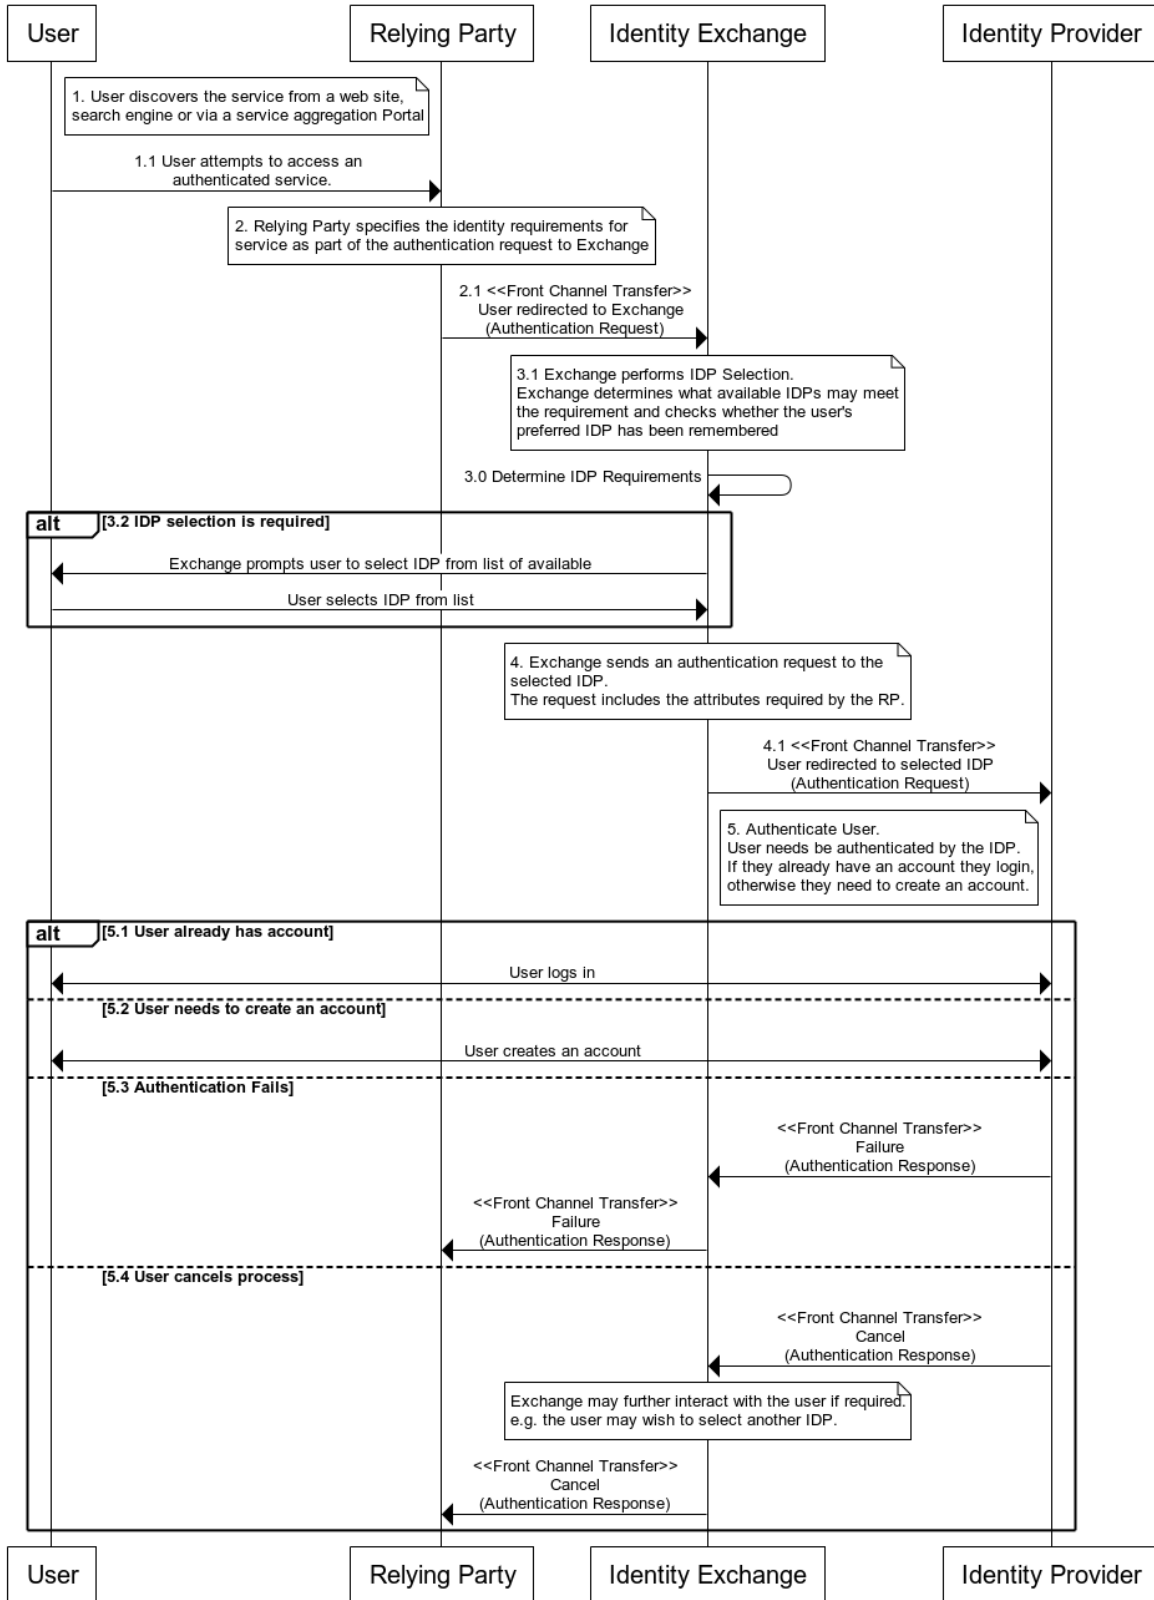 User
Relying Party
Identity Exchange
Identity Provider
1. User discovers the service from a web site,
search engine or via a service aggregation Portal
1.1 User attempts to access an
authenticated service.
2. Relying Party specifies the identity requirements for
service as part of the authentication request to Exchange
2.1 <<Front Channel Transfer>>
User redirected to Exchange
(Authentication Request)
3.1 Exchange performs IDP Selection.
Exchange determines what available IDPs may meet
the requirement and checks whether the user's
preferred IDP has been remembered
3.0 Determine IDP Requirements
alt
[3.2 IDP selection is required]
Exchange prompts user to select IDP from list of available
User selects IDP from list
4. Exchange sends an authentication request to the
selected IDP.
The request includes the attributes required by the RP.
4.1 <<Front Channel Transfer>>
User redirected to selected IDP
(Authentication Request)
5. Authenticate User.
User needs be authenticated by the IDP.
If they already have an account they login,
otherwise they need to create an account.
alt
[5.1 User already has account]
User logs in
[5.2 User needs to create an account]
User creates an account
[5.3 Authentication Fails]
<<Front Channel Transfer>>
Failure
(Authentication Response)
<<Front Channel Transfer>>
Failure
(Authentication Response)
[5.4 User cancels process]
<<Front Channel Transfer>>
Cancel
(Authentication Response)
Exchange may further interact with the user if required.
e.g. the user may wish to select another IDP.
<<Front Channel Transfer>>
Cancel
(Authentication Response)
User
Relying Party
Identity Exchange
Identity Provider